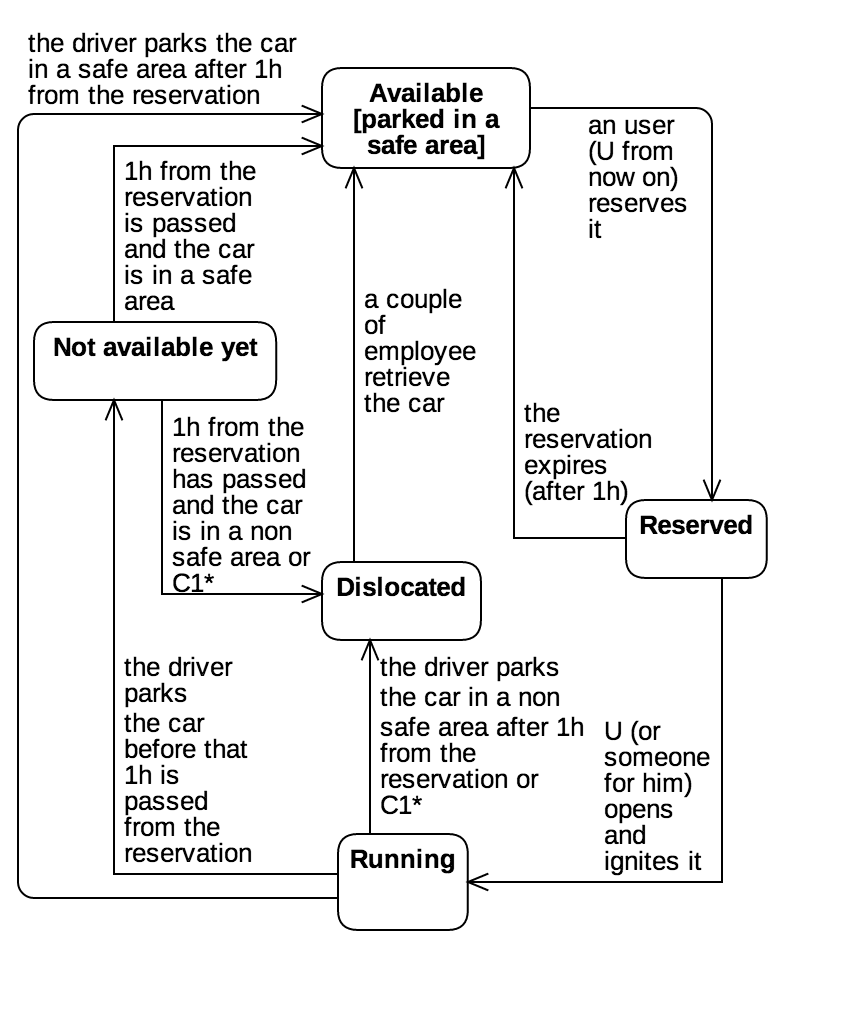 the driver parks the car
in a safe area after 1h
from the reservation
Available
[parked in a
safe area]
an user
(U from
now on)
reserves
it
1h from the
reservation
is passed
and the car
is in a safe
area
a couple
of
employee
retrieve
the car
Not available yet
1h from the
reservation
has passed
and the car
is in a non
safe area or
C1*
the
reservation
expires
(after 1h)
Reserved
Dislocated
the driver
parks
the car
before that
1h is
passed
from the
reservation
the driver parks
the car in a non
safe area after 1h
from the
reservation or
C1*
U (or
someone
for him)
opens
and
ignites it
Running